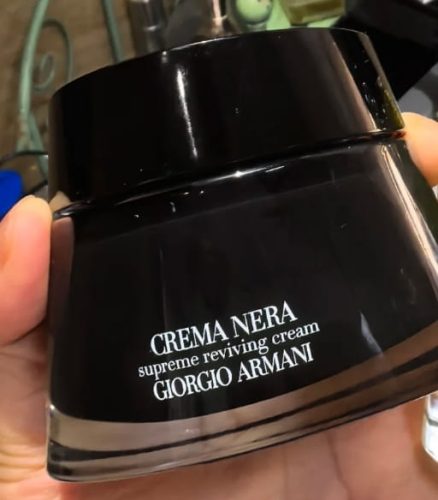 CREMA NERA
supreme reviving cream
GIORGIO ARMANI